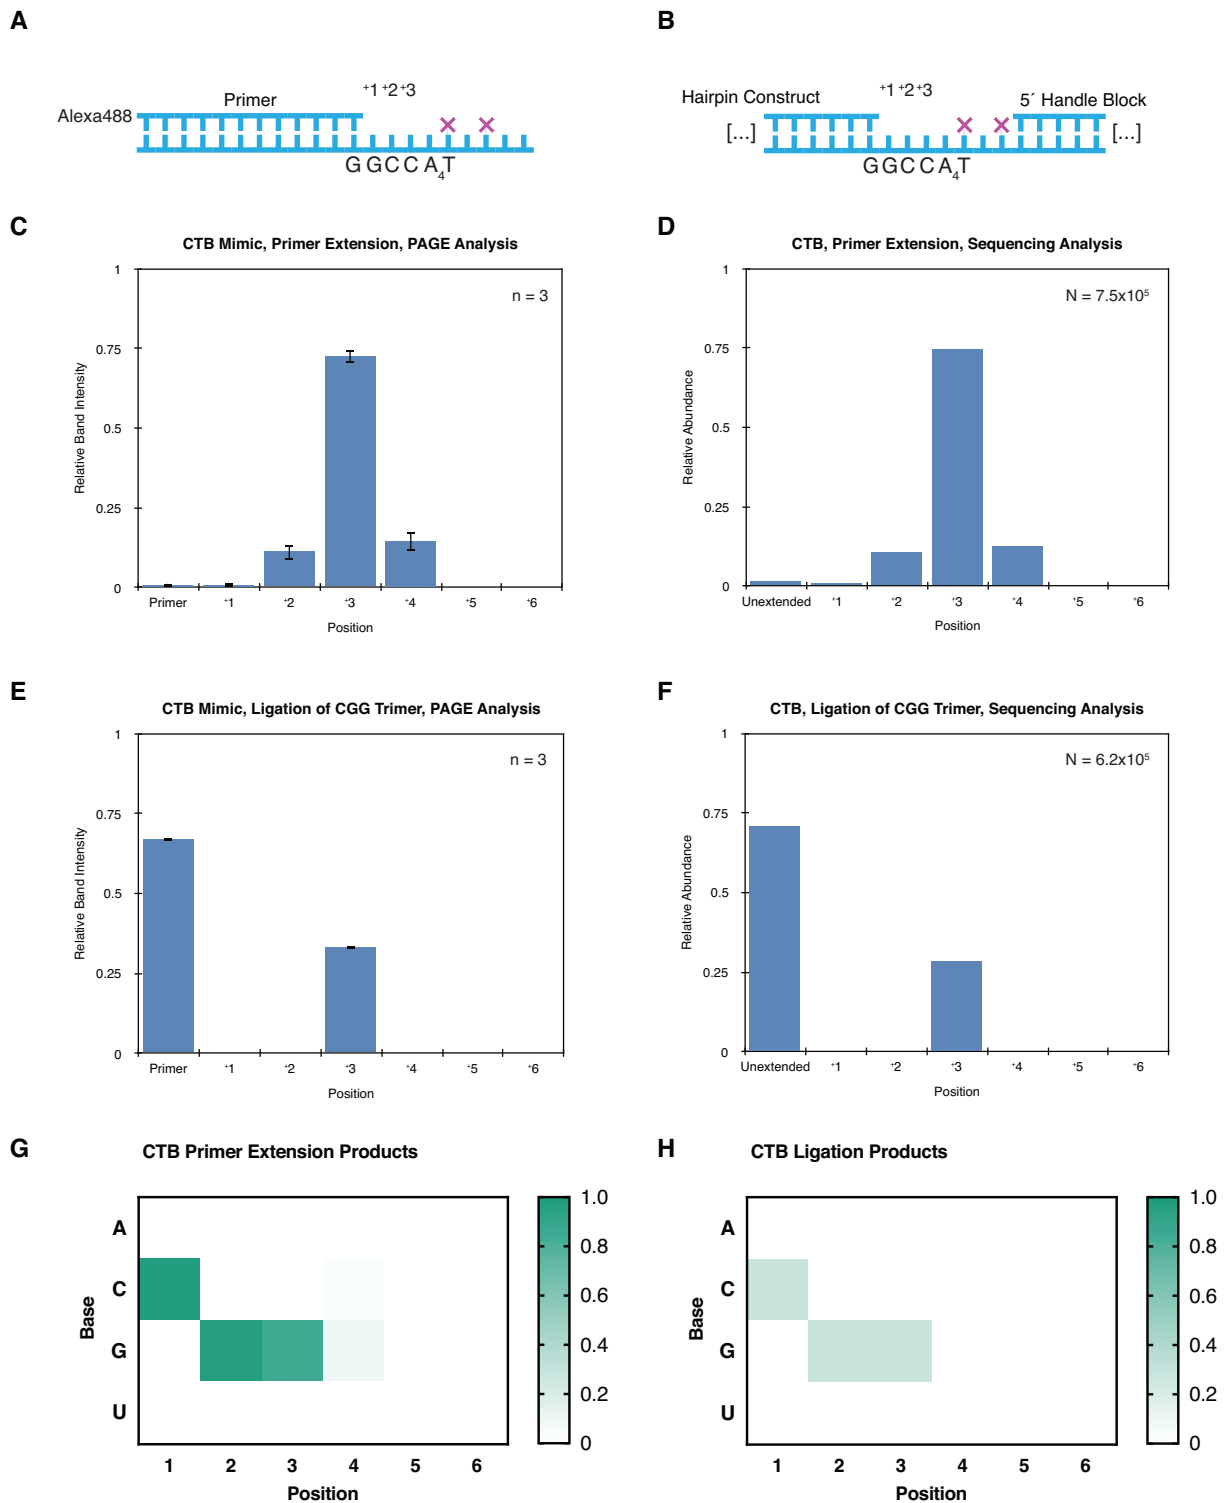 A
Alexa488
Primer
⁺1 ⁺2 ⁺3
G GCC A₄T
B
Hairpin Construct
⁺1 ⁺2 ⁺3
5´ Handle Block
[...]
[...]
GGCC A₄T
C
CTB Mimic, Primer Extension, PAGE Analysis
n = 3
Relative Band Intensity
1
0.75
0.5
0.25
0
Primer ⁺1 ⁺2 ⁺3 ⁺4 ⁺5 ⁺6
Position
D
CTB, Primer Extension, Sequencing Analysis
N = 7.5x10⁵
Relative Abundance
1
0.75
0.5
0.25
0
Unextended ⁺1 ⁺2 ⁺3 ⁺4 ⁺5 ⁺6
Position
E
CTB Mimic, Ligation of CGG Trimer, PAGE Analysis
n = 3
Relative Band Intensity
1
0.75
0.5
0.25
0
Primer ⁺1 ⁺2 ⁺3 ⁺4 ⁺5 ⁺6
Position
F
CTB, Ligation of CGG Trimer, Sequencing Analysis
N = 6.2x10⁵
Relative Abundance
1
0.75
0.5
0.25
0
Unextended ⁺1 ⁺2 ⁺3 ⁺4 ⁺5 ⁺6
Position
G
CTB Primer Extension Products
Base
A
C
G
U
1 2 3 4 5 6
Position
1.0
0.8
0.6
0.4
0.2
0
H
CTB Ligation Products
Base
A
C
G
U
1 2 3 4 5 6
Position
1.0
0.8
0.6
0.4
0.2
0